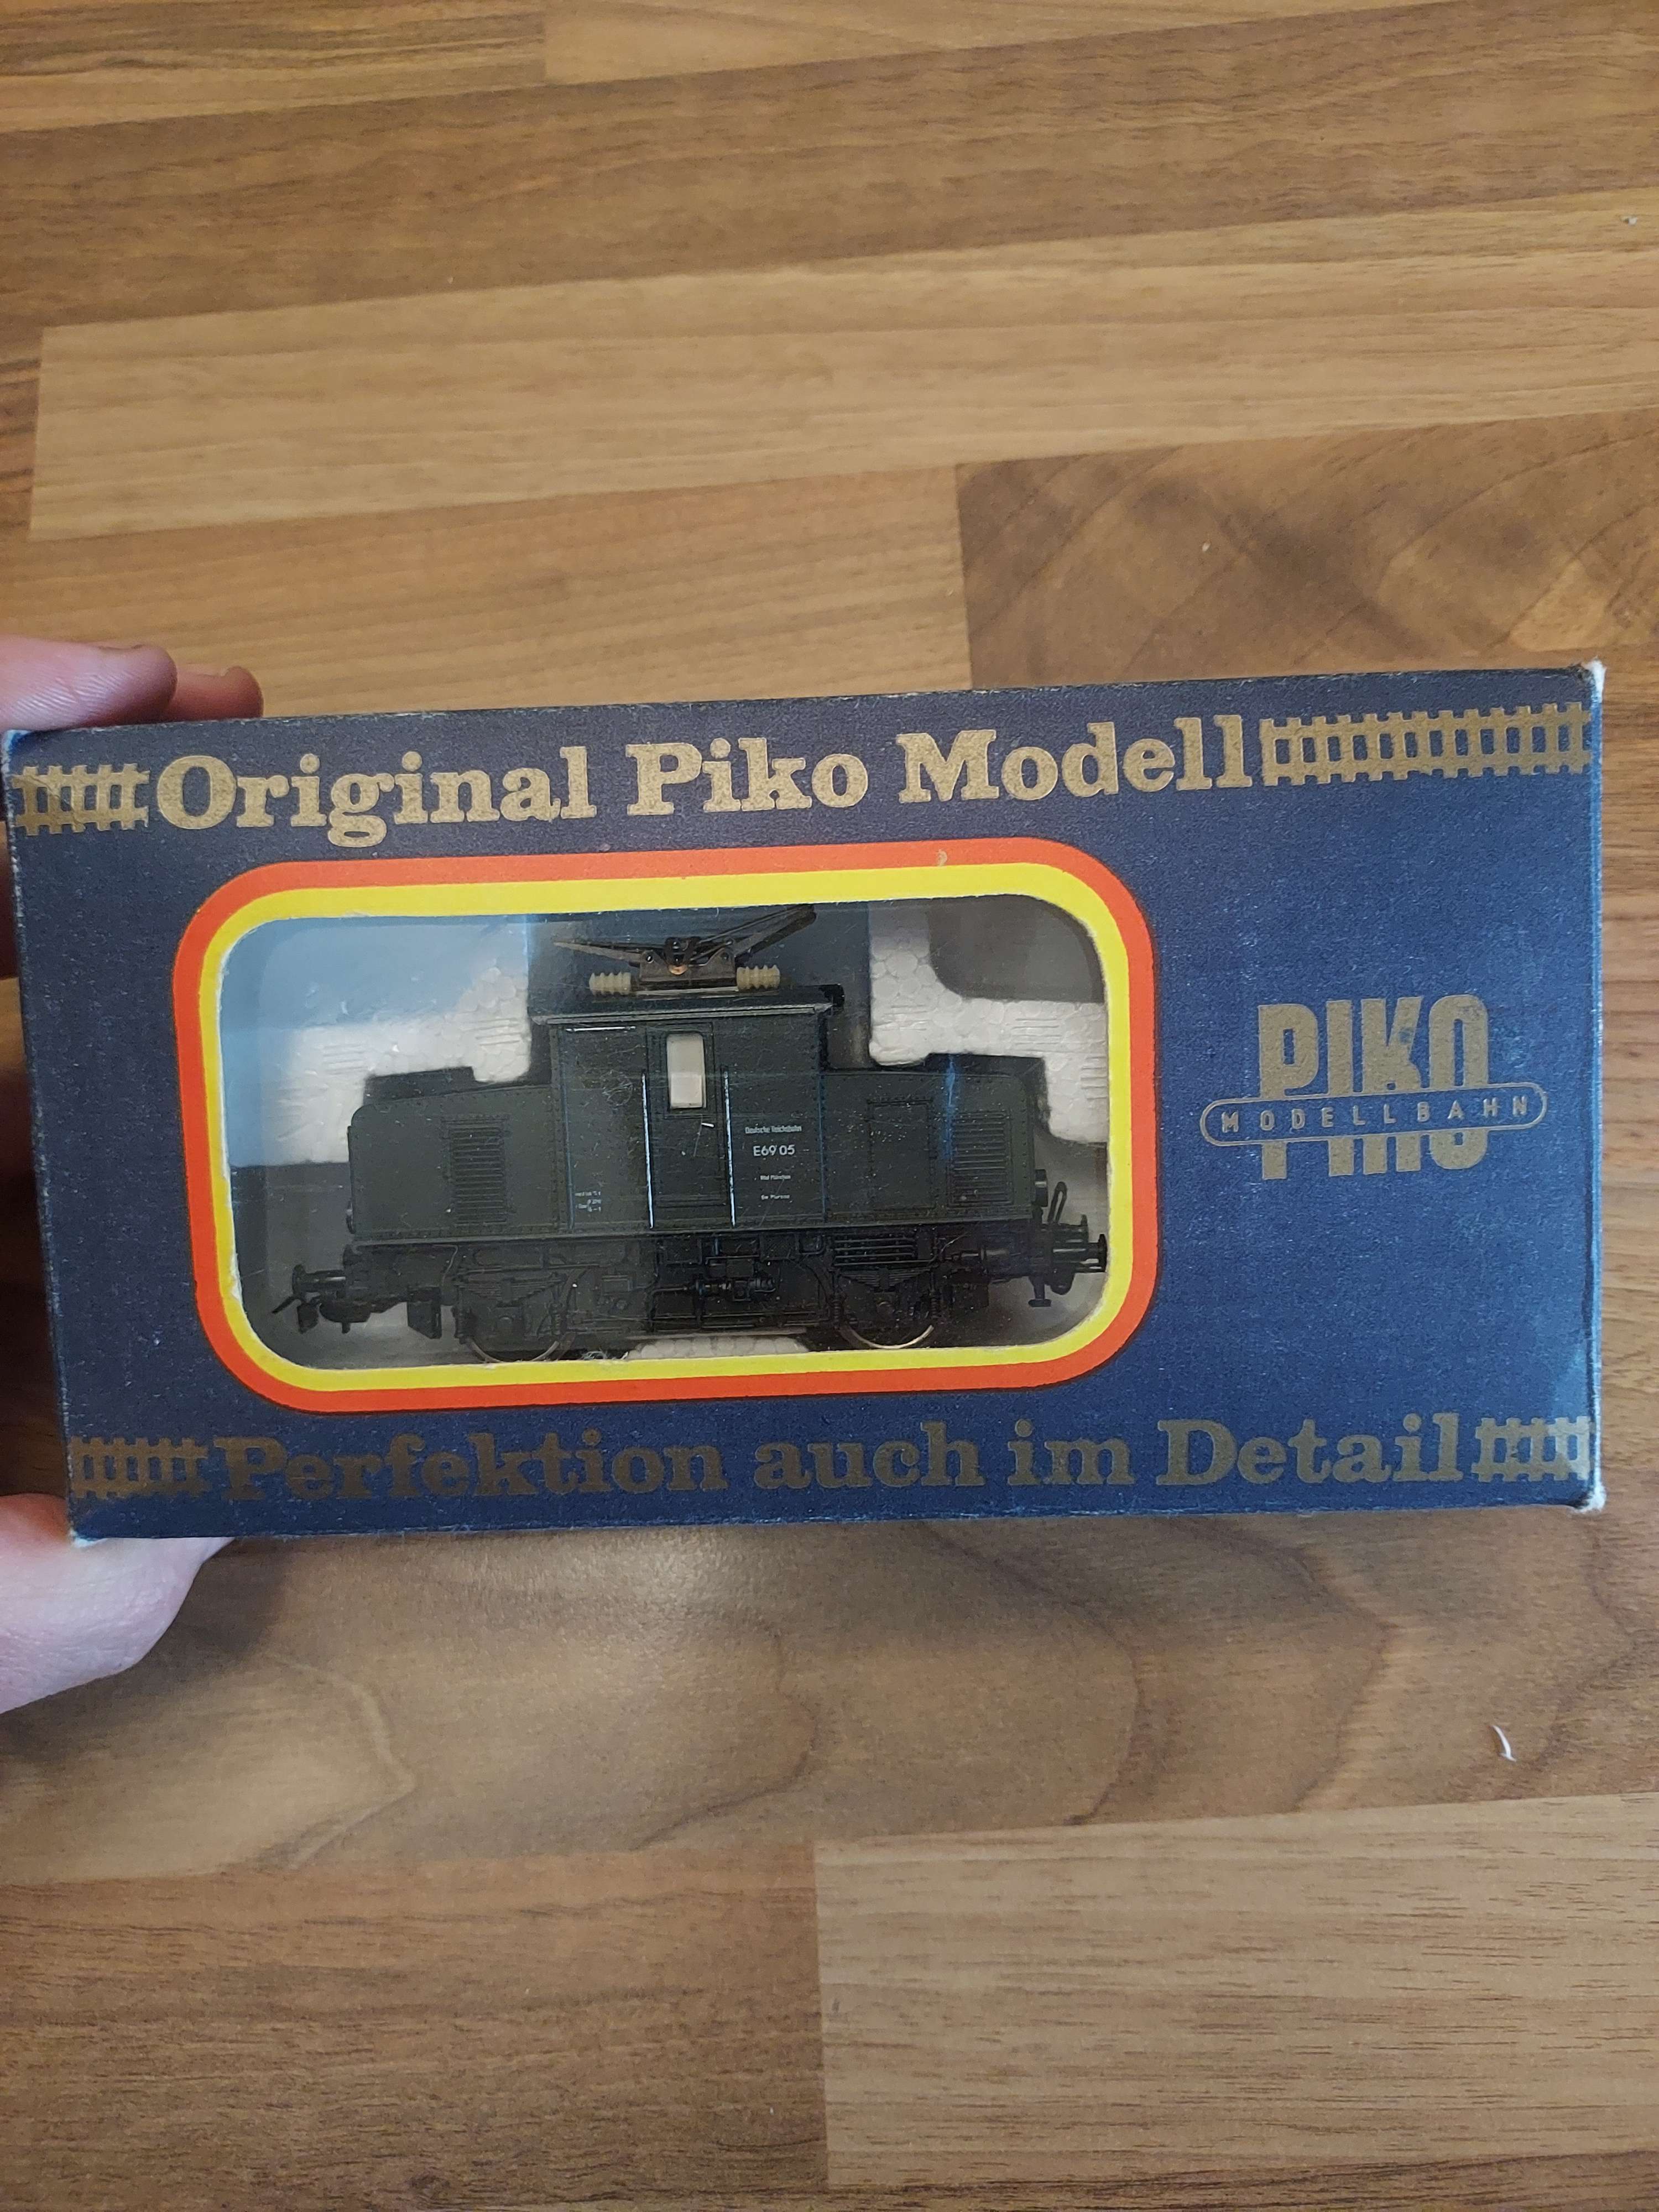 Original Piko Modell
PIKO
MODELLBAHN
Deutsche Reichsbahn
E69 05
Perfektion auch im Detail